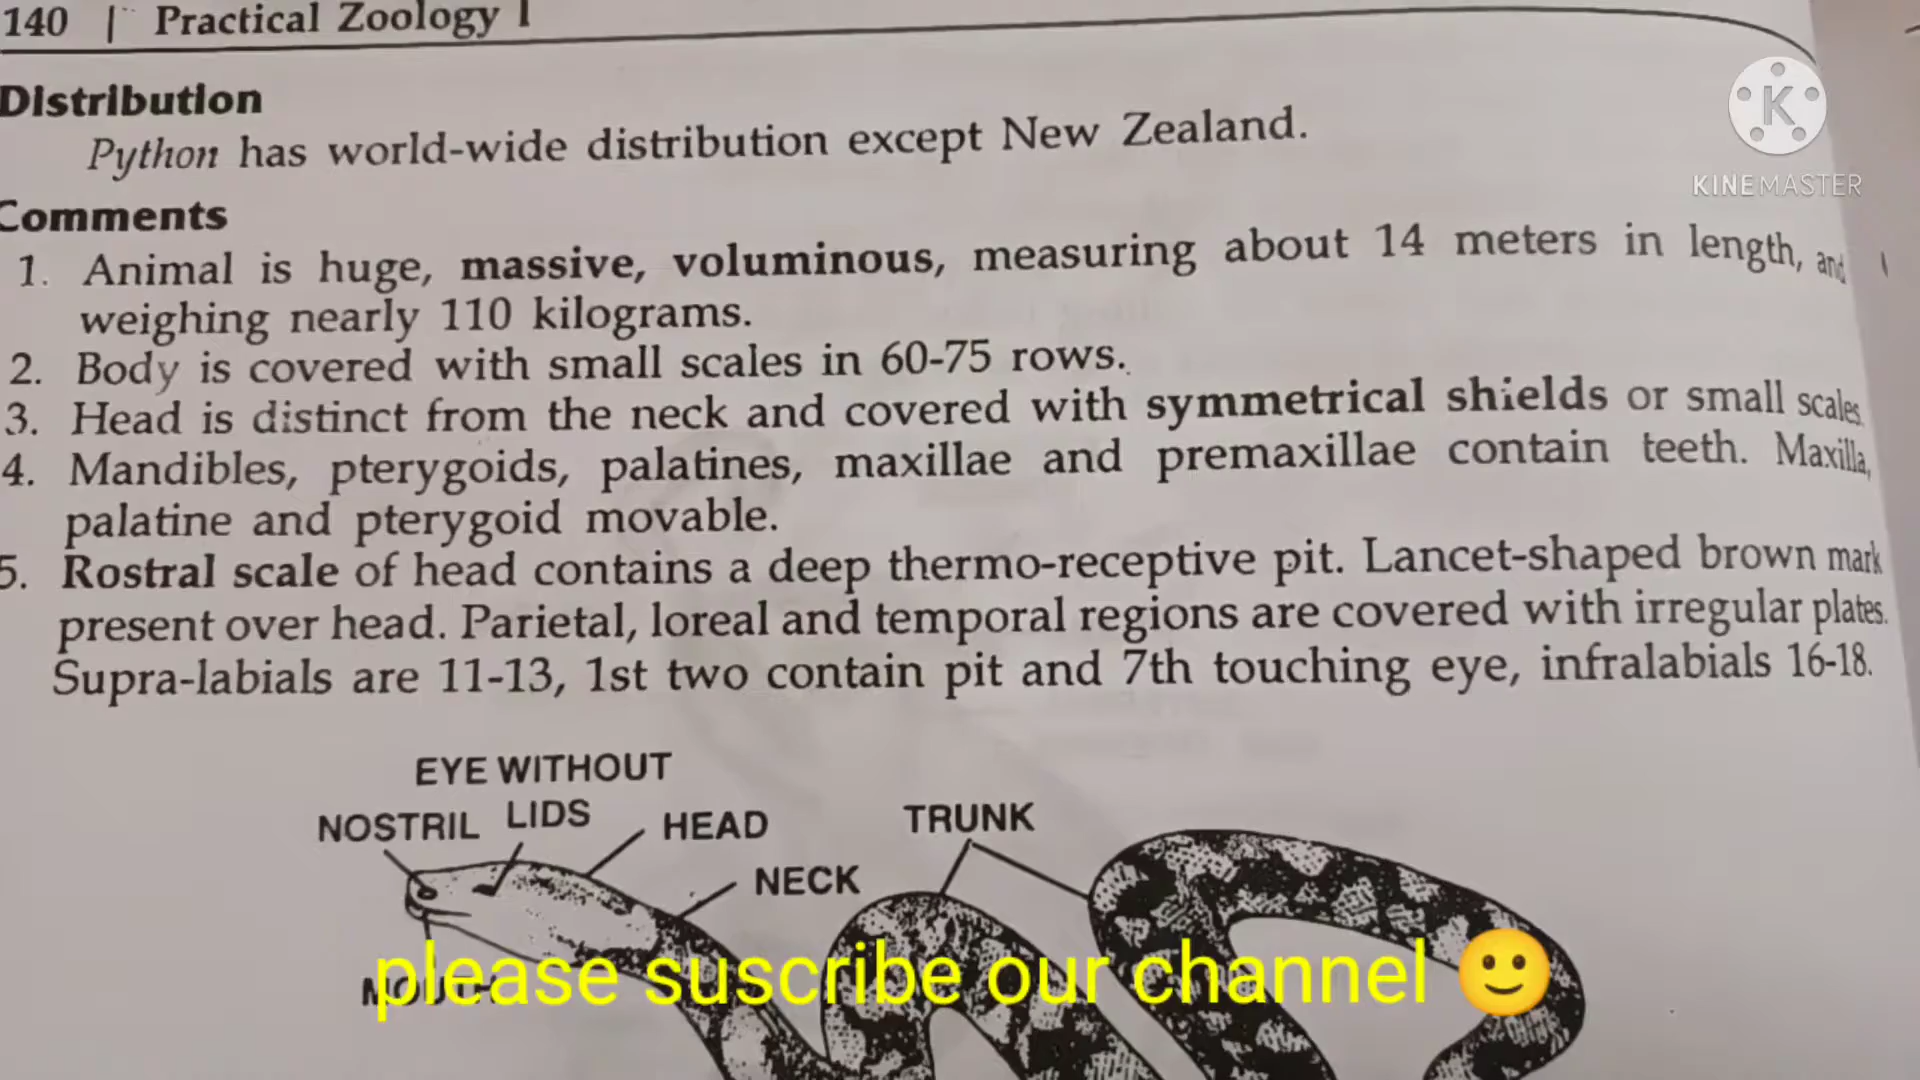 140 | Practical Zoology I
Distribution
Python has world-wide distribution except New Zealand.
Comments
1. Animal is huge, massive, voluminous, measuring about 14 meters in length, and
weighing nearly 110 kilograms.
2. Body is covered with small scales in 60-75 rows.
3. Head is distinct from the neck and covered with symmetrical shields or small scales.
4. Mandibles, pterygoids, palatines, maxillae and premaxillae contain teeth. Maxilla,
palatine and pterygoid movable.
5. Rostral scale of head contains a deep thermo-receptive pit. Lancet-shaped brown mark
present over head. Parietal, loreal and temporal regions are covered with irregular plates.
Supra-labials are 11-13, 1st two contain pit and 7th touching eye, infralabials 16-18.
EYE WITHOUT
LIDS
NOSTRIL
HEAD
TRUNK
NECK
MOUTH
please suscribe our channel 🙂
K
KINEMASTER